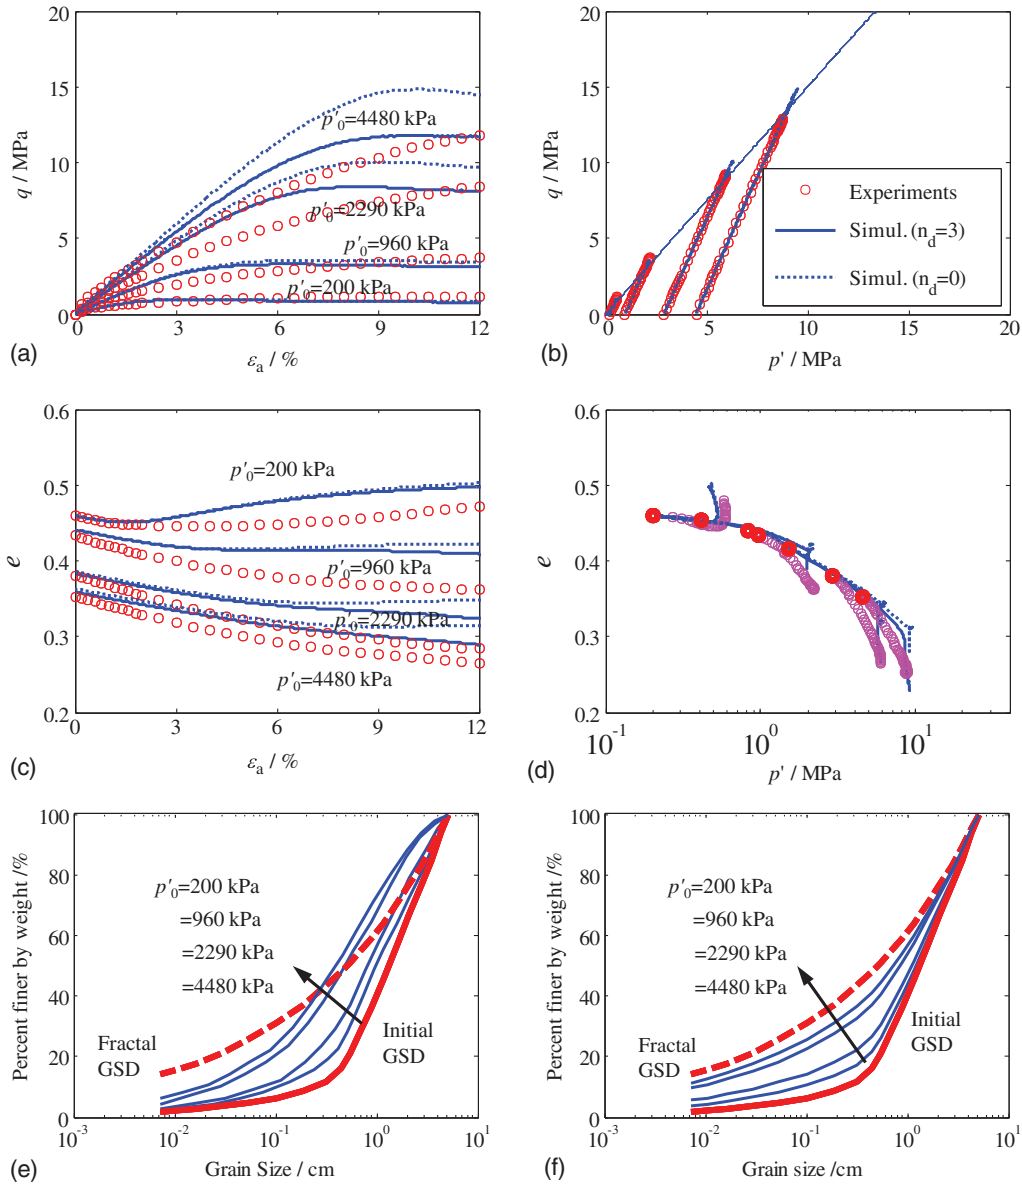 20
15
10
5
0
q / MPa
p'0=4480 kPa
p'0=2290 kPa
p'0=960 kPa
p'0=200 kPa
0 3 6 9 12
(a)
εa / %
20
15
10
5
0
q / MPa
Experiments
Simul. (nd=3)
Simul. (nd=0)
5 10 15 20
(b)
p' / MPa
0.6
0.5
0.4
0.3
0.2
e
p'0=200 kPa
p'0=960 kPa
p'0=2290 kPa
p'0=4480 kPa
0 3 6 9 12
(c)
εa / %
0.6
0.5
0.4
0.3
0.2
e
10-1 100 101
(d)
p' / MPa
100
80
60
40
20
0
Percent finer by weight /%
p'0=200 kPa
=960 kPa
=2290 kPa
=4480 kPa
Fractal
GSD
Initial
GSD
10-3 10-2 10-1 100 101
(e)
Grain Size / cm
100
80
60
40
20
0
Percent finer by weight /%
p'0=200 kPa
=960 kPa
=2290 kPa
=4480 kPa
Fractal
GSD
Initial
GSD
10-3 10-2 10-1 100 101
(f)
Grain size /cm